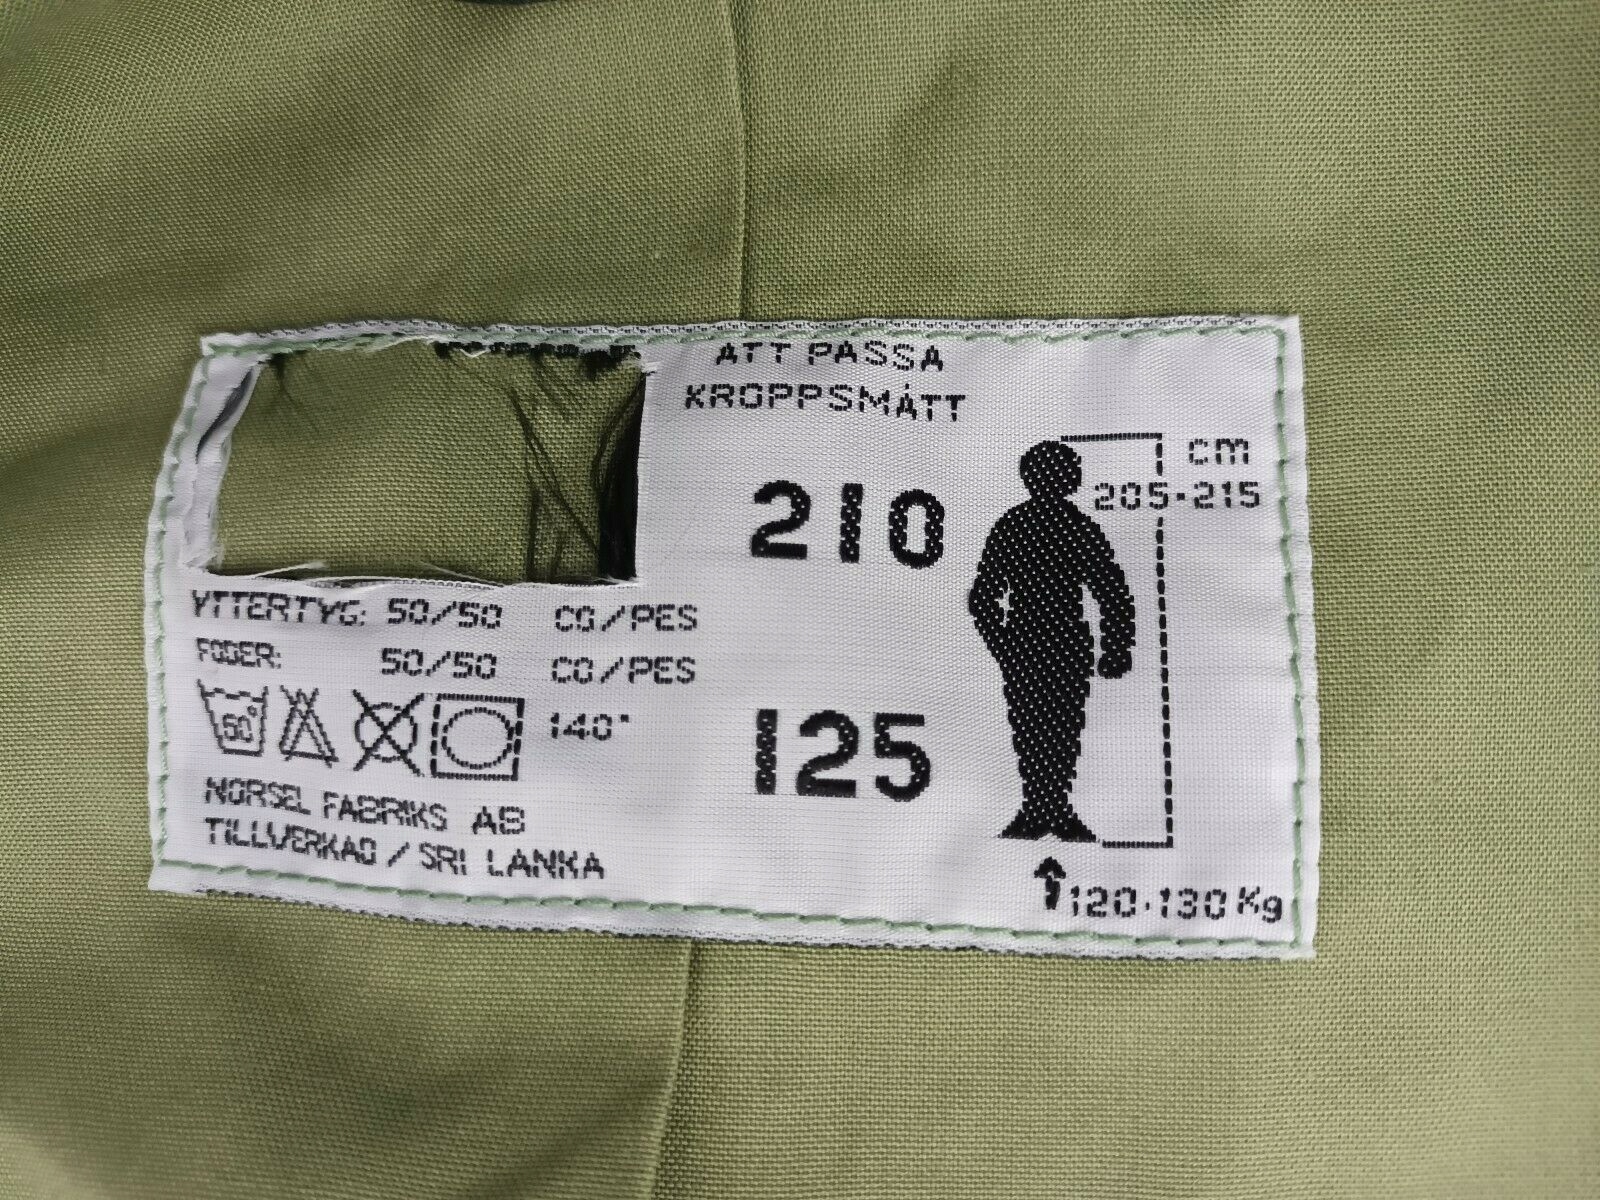 ATT PASSA
KROPPSMÅTT
210
cm
205-215
YTTERTYG: 50/50 CO/PES
FODER: 50/50 CO/PES
60°
140°
125
NORSEL FABRIKS AB
TILLVERKAD / SRI LANKA
120-130 Kg